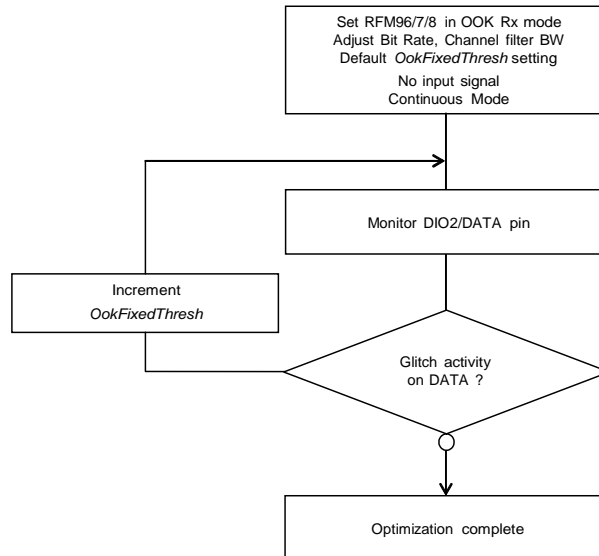 Set RFM96/7/8 in OOK Rx mode
Adjust Bit Rate, Channel filter BW
Default OokFixedThresh setting
No input signal
Continuous Mode
Monitor DIO2/DATA pin
Increment
OokFixedThresh
Glitch activity
on DATA ?
Optimization complete